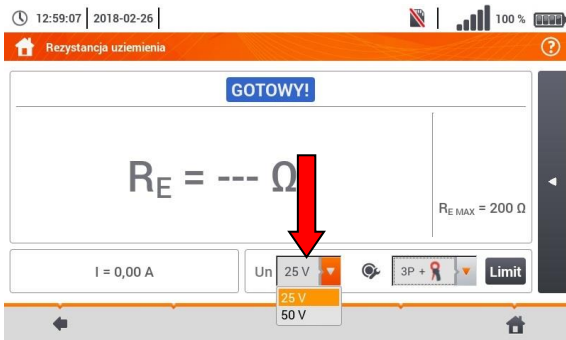 12:59:07 2018-02-26 100 %
Rezystancja uziemienia ?
GOTOWY!
RE = --- Ω
RE MAX = 200 Ω
I = 0,00 A Un 25 V 3P + Limit
25 V
50 V